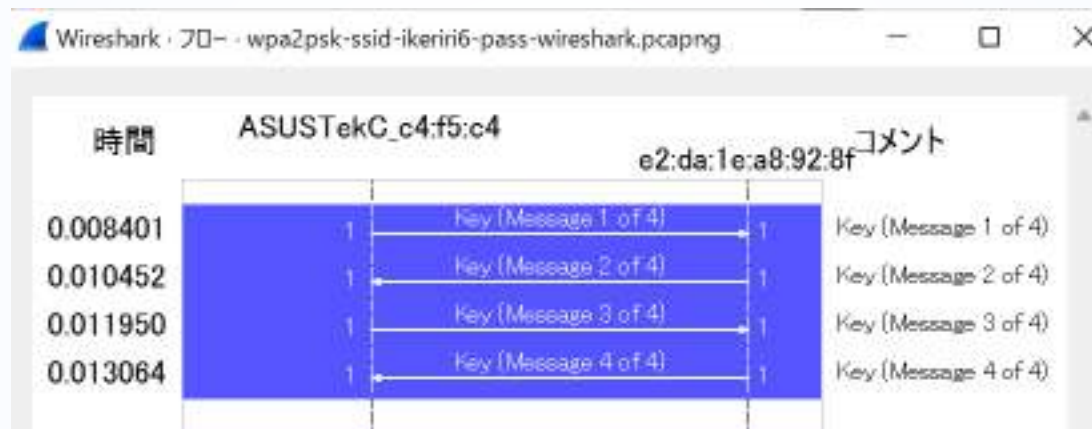 Wireshark · フロー · wpa2psk-ssid-ikeriri6-pass-wireshark.pcapng
時間 ASUSTekC_c4:f5:c4 e2:da:1e:a8:92:8f コメント
0.008401 1 Key (Message 1 of 4) 1 Key (Message 1 of 4)
0.010452 1 Key (Message 2 of 4) 1 Key (Message 2 of 4)
0.011950 1 Key (Message 3 of 4) 1 Key (Message 3 of 4)
0.013064 1 Key (Message 4 of 4) 1 Key (Message 4 of 4)